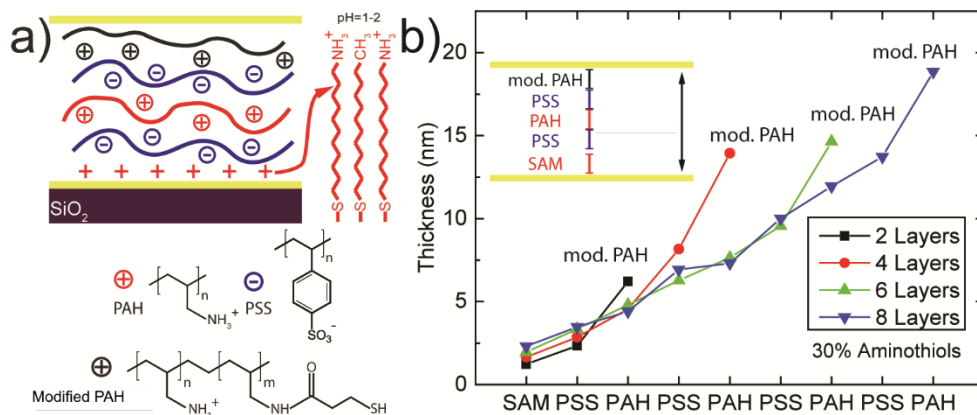 a)
pH=1-2
NH3
+
CH3
NH3
+
+ + + + + +
SiO2
S S S
n
PAH
NH3
+
PSS
n
SO3-
Modified PAH
n
m
NH2+
HN
O
SH
b)
Thickness (nm)
20
15
10
5
0
mod. PAH
PSS
PAH
PSS
SAM
mod. PAH
mod. PAH
mod. PAH
mod. PAH
2 Layers
4 Layers
6 Layers
8 Layers
30% Aminothiols
SAM PSS PAH PSS PAH PSS PAH PSS PAH